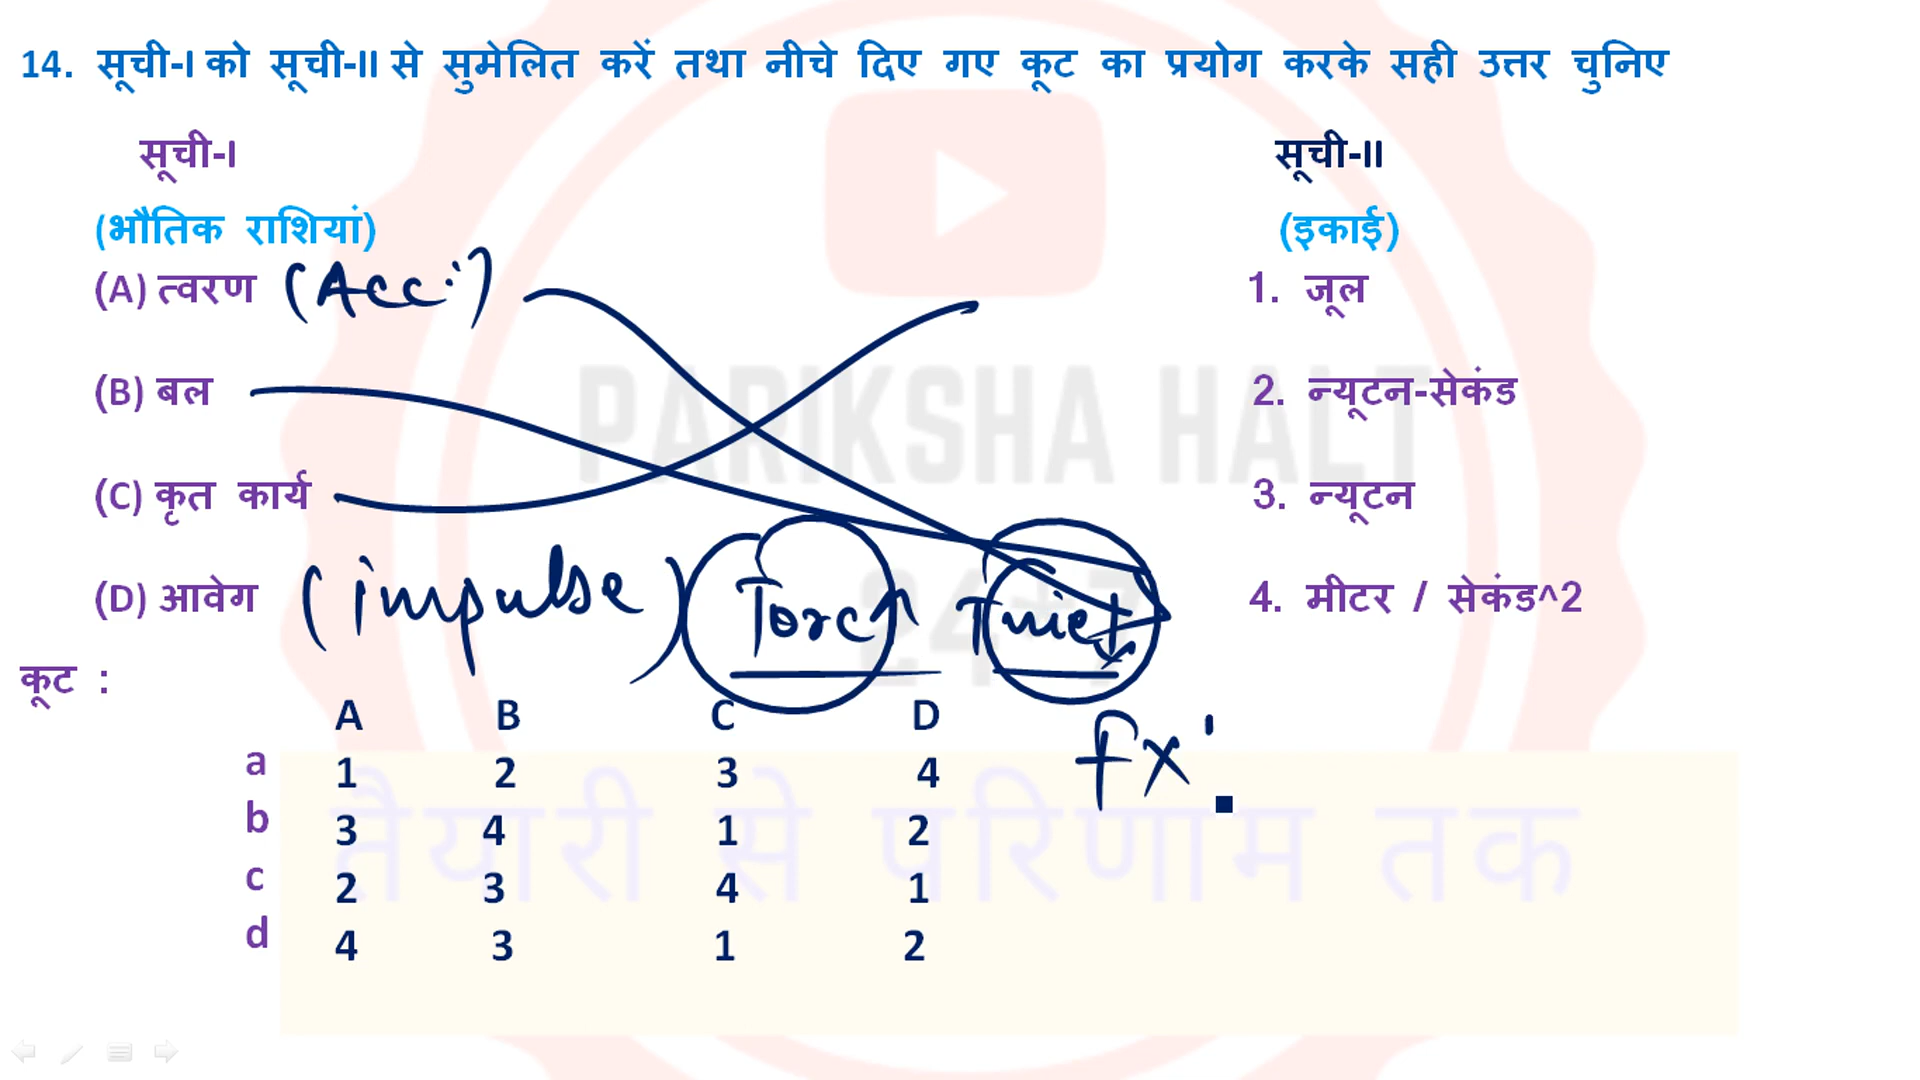 14. सूची-I को सूची-II से सुमेलित करें तथा नीचे दिए गए कूट का प्रयोग करके सही उत्तर चुनिए
सूची-I सूची-II
(भौतिक राशियां) (इकाई)
(A) त्वरण (Acc:) 1. जूल
(B) बल 2. न्यूटन-सेकंड
PARIKSHA HALT
(C) कृत कार्य 3. न्यूटन
(D) आवेग (impulse) 4. मीटर / सेकंड^2
24
कूट :
A B C D
a 1 2 3 4
fx
b 3 4 1 2
तैयारी से परिणाम तक
c 2 3 4 1
d 4 3 1 2